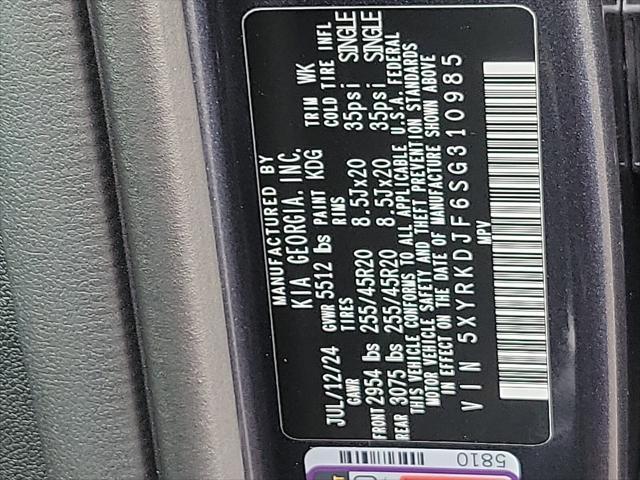 MANUFACTURED BY
KIA GEORGIA, INC.
JUL/12/24 GVWR 5512 lbs PAINT KDG TRIM WK
GAWR TIRES RIMS COLD TIRE INFL
FRONT 2954 lbs 255/45R20 8.5Jx20 35psi SINGLE
REAR 3075 lbs 255/45R20 8.5Jx20 35psi SINGLE
THIS VEHICLE CONFORMS TO ALL APPLICABLE U.S.A. FEDERAL
MOTOR VEHICLE SAFETY AND THEFT PREVENTION STANDARDS
IN EFFECT ON THE DATE OF MANUFACTURE SHOWN ABOVE
VIN 5XYRKDJF6SG310985
MPV
5810